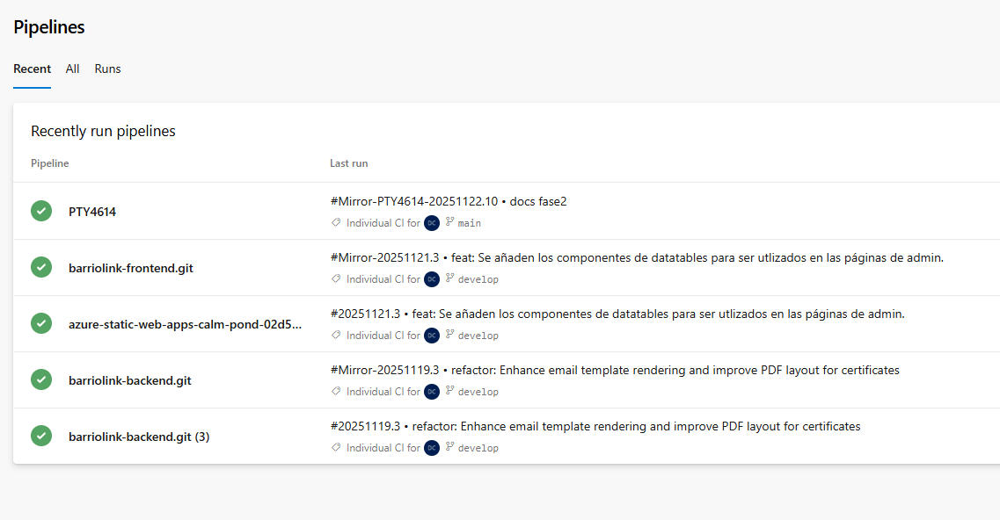 Pipelines
Recent All Runs
Recently run pipelines
Pipeline Last run
PTY4614
#Mirror-PTY4614-20251122.10 • docs fase2
Individual CI for DC main
barriolink-frontend.git
#Mirror-20251121.3 • feat: Se añaden los componentes de datatables para ser utlizados en las páginas de admin.
Individual CI for DC develop
azure-static-web-apps-calm-pond-02d5...
#20251121.3 • feat: Se añaden los componentes de datatables para ser utlizados en las páginas de admin.
Individual CI for DC develop
barriolink-backend.git
#Mirror-20251119.3 • refactor: Enhance email template rendering and improve PDF layout for certificates
Individual CI for DC develop
barriolink-backend.git (3)
#20251119.3 • refactor: Enhance email template rendering and improve PDF layout for certificates
Individual CI for DC develop